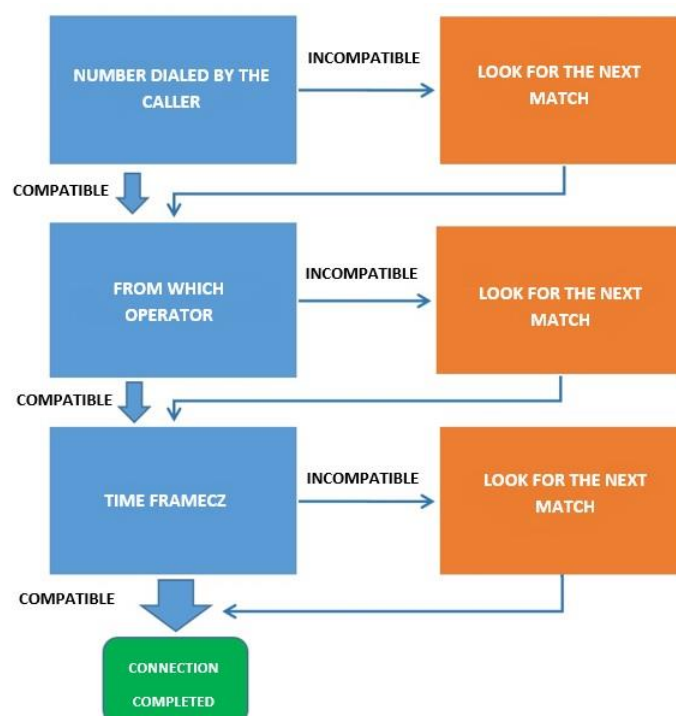 NUMBER DIALED BY THE
CALLER
INCOMPATIBLE
LOOK FOR THE NEXT
MATCH
COMPATIBLE
FROM WHICH
OPERATOR
INCOMPATIBLE
LOOK FOR THE NEXT
MATCH
COMPATIBLE
TIME FRAMECZ
INCOMPATIBLE
LOOK FOR THE NEXT
MATCH
COMPATIBLE
CONNECTION
COMPLETED